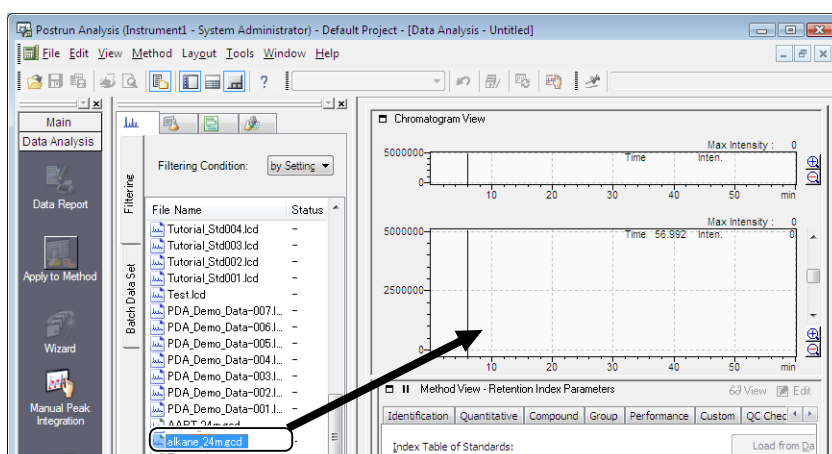 Postrun Analysis (Instrument1 - System Administrator) - Default Project - [Data Analysis - Untitled]
File Edit View Method Layout Tools Window Help
?
Main
Data Analysis
Data Report
Apply to Method
Wizard
Manual Peak
Integration
Filtering
Batch Data Set
Filtering Condition: by Setting
File Name Status
Tutorial_Std004.lcd -
Tutorial_Std003.lcd -
Tutorial_Std002.lcd -
Tutorial_Std001.lcd -
Test.lcd -
PDA_Demo_Data-007.l... -
PDA_Demo_Data-006.l... -
PDA_Demo_Data-005.l... -
PDA_Demo_Data-004.l... -
PDA_Demo_Data-003.l... -
PDA_Demo_Data-002.l... -
PDA_Demo_Data-001.l... -
alkane_24m.gcd -
Chromatogram View
Max Intensity : 0
5000000 Time Inten.
0
10 20 30 40 50 min
Max Intensity : 0
5000000 Time 56.992 Inten. 0
2500000
0
10 20 30 40 50 min
Method View - Retention Index Parameters View Edit
Identification Quantitative Compound Group Performance Custom QC Chec
Index Table of Standards: Load from Da